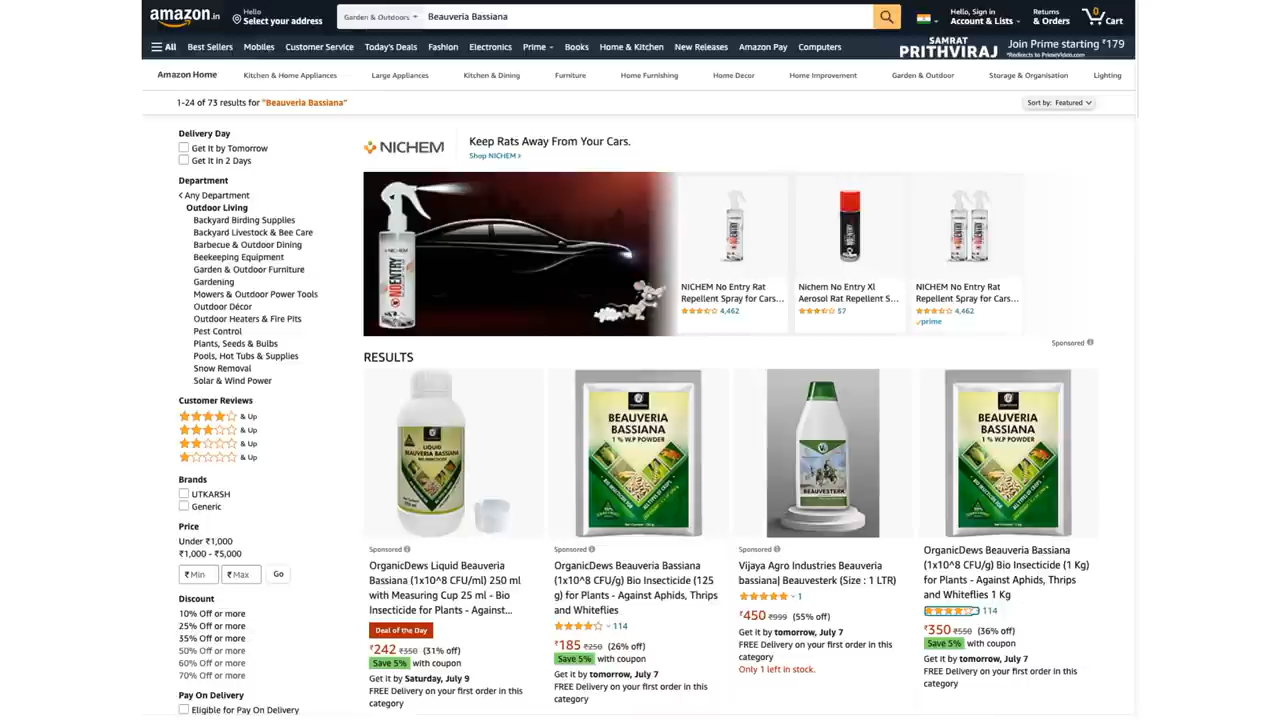 amazon.in
Hello
Select your address
Garden & Outdoors
Beauveria Bassiana
Hello, Sign in
Account & Lists
Returns
& Orders
0
Cart
All
Best Sellers
Mobiles
Customer Service
Today's Deals
Fashion
Electronics
Prime
Books
Home & Kitchen
New Releases
Amazon Pay
Computers
SAMRAT
PRITHVIRAJ
Join Prime starting ₹179
*Redirects to PrimeVideo.com
Amazon Home
Kitchen & Home Appliances
Large Appliances
Kitchen & Dining
Furniture
Home Furnishing
Home Decor
Home Improvement
Garden & Outdoor
Storage & Organisation
Lighting
1-24 of 73 results for "Beauveria Bassiana"
Sort by: Featured
Delivery Day
Get It by Tomorrow
Get It in 2 Days
Department
Any Department
Outdoor Living
Backyard Birding Supplies
Backyard Livestock & Bee Care
Barbecue & Outdoor Dining
Beekeeping Equipment
Garden & Outdoor Furniture
Gardening
Mowers & Outdoor Power Tools
Outdoor Décor
Outdoor Heaters & Fire Pits
Pest Control
Plants, Seeds & Bulbs
Pools, Hot Tubs & Supplies
Snow Removal
Solar & Wind Power
Customer Reviews
& Up
& Up
& Up
& Up
Brands
UTKARSH
Generic
Price
Under ₹1,000
₹1,000 - ₹5,000
₹ Min
₹ Max
Go
Discount
10% Off or more
25% Off or more
35% Off or more
50% Off or more
60% Off or more
70% Off or more
Pay On Delivery
Eligible for Pay On Delivery
NICHEM
Keep Rats Away From Your Cars.
Shop NICHEM ›
NICHEM
NO ENTRY
NICHEM No Entry Rat
Repellent Spray for Cars...
4,462
Nichem No Entry Xl
Aerosol Rat Repellent S...
57
NICHEM No Entry Rat
Repellent Spray for Cars...
4,462
prime
Sponsored
RESULTS
LIQUID
BEAUVERIA BASSIANA
Sponsored
OrganicDews Liquid Beauveria
Bassiana (1x10^8 CFU/ml) 250 ml
with Measuring Cup 25 ml - Bio
Insecticide for Plants - Against...
Deal of the Day
₹242 ₹350 (31% off)
Save 5% with coupon
Get it by Saturday, July 9
FREE Delivery on your first order in this
category
BEAUVERIA
BASSIANA
1 % W.P POWDER
Sponsored
OrganicDews Beauveria Bassiana
(1x10^8 CFU/g) Bio Insecticide (125
g) for Plants - Against Aphids, Thrips
and Whiteflies
114
₹185 ₹250 (26% off)
Save 5% with coupon
Get it by tomorrow, July 7
FREE Delivery on your first order in this
category
BEAUVESTERK
Sponsored
Vijaya Agro Industries Beauveria
bassiana| Beauvesterk (Size : 1 LTR)
1
₹450 ₹999 (55% off)
Get it by tomorrow, July 7
FREE Delivery on your first order in this
category
Only 1 left in stock.
BEAUVERIA
BASSIANA
1 % W.P POWDER
OrganicDews Beauveria Bassiana
(1x10^8 CFU/g) Bio Insecticide (1 Kg)
for Plants - Against Aphids, Thrips
and Whiteflies 1 Kg
114
₹350 ₹550 (36% off)
Save 5% with coupon
Get it by tomorrow, July 7
FREE Delivery on your first order in this
category